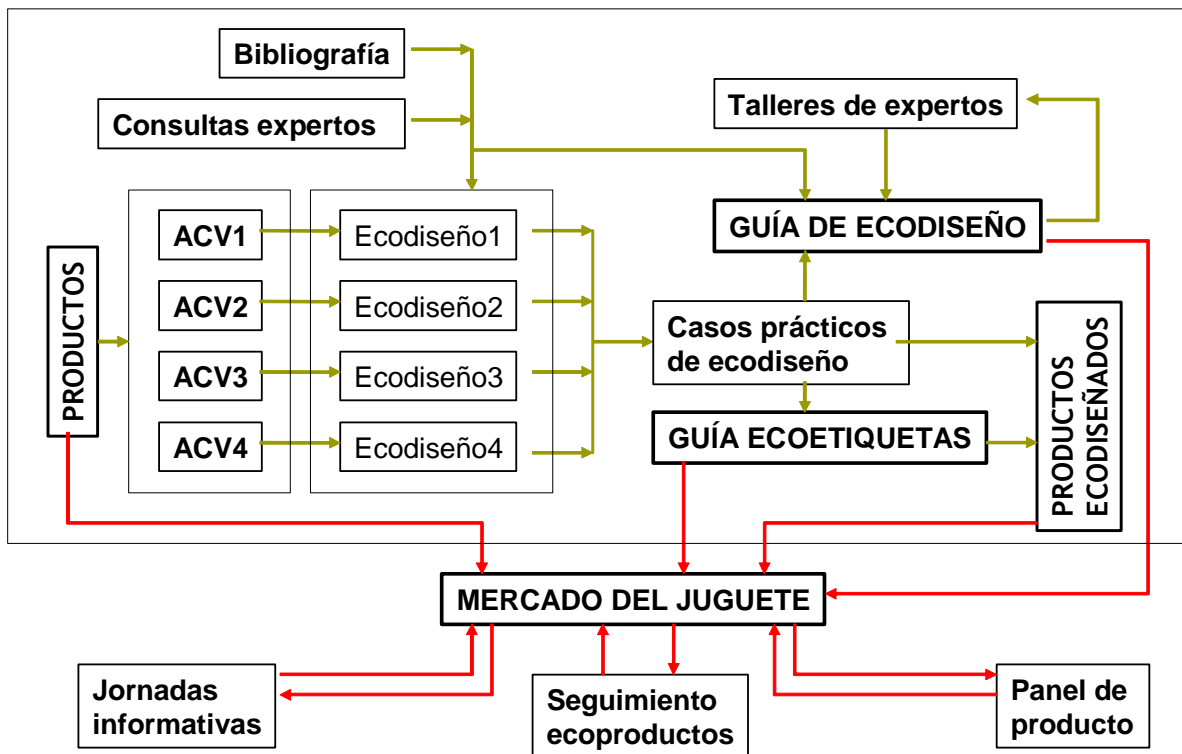 Bibliografía
Consultas expertos
Talleres de expertos
PRODUCTOS
ACV1
Ecodiseño1
ACV2
Ecodiseño2
ACV3
Ecodiseño3
ACV4
Ecodiseño4
GUÍA DE ECODISEÑO
Casos prácticos
de ecodiseño
GUÍA ECOETIQUETAS
PRODUCTOS
ECODISEÑADOS
MERCADO DEL JUGUETE
Jornadas
informativas
Seguimiento
ecoproductos
Panel de
producto